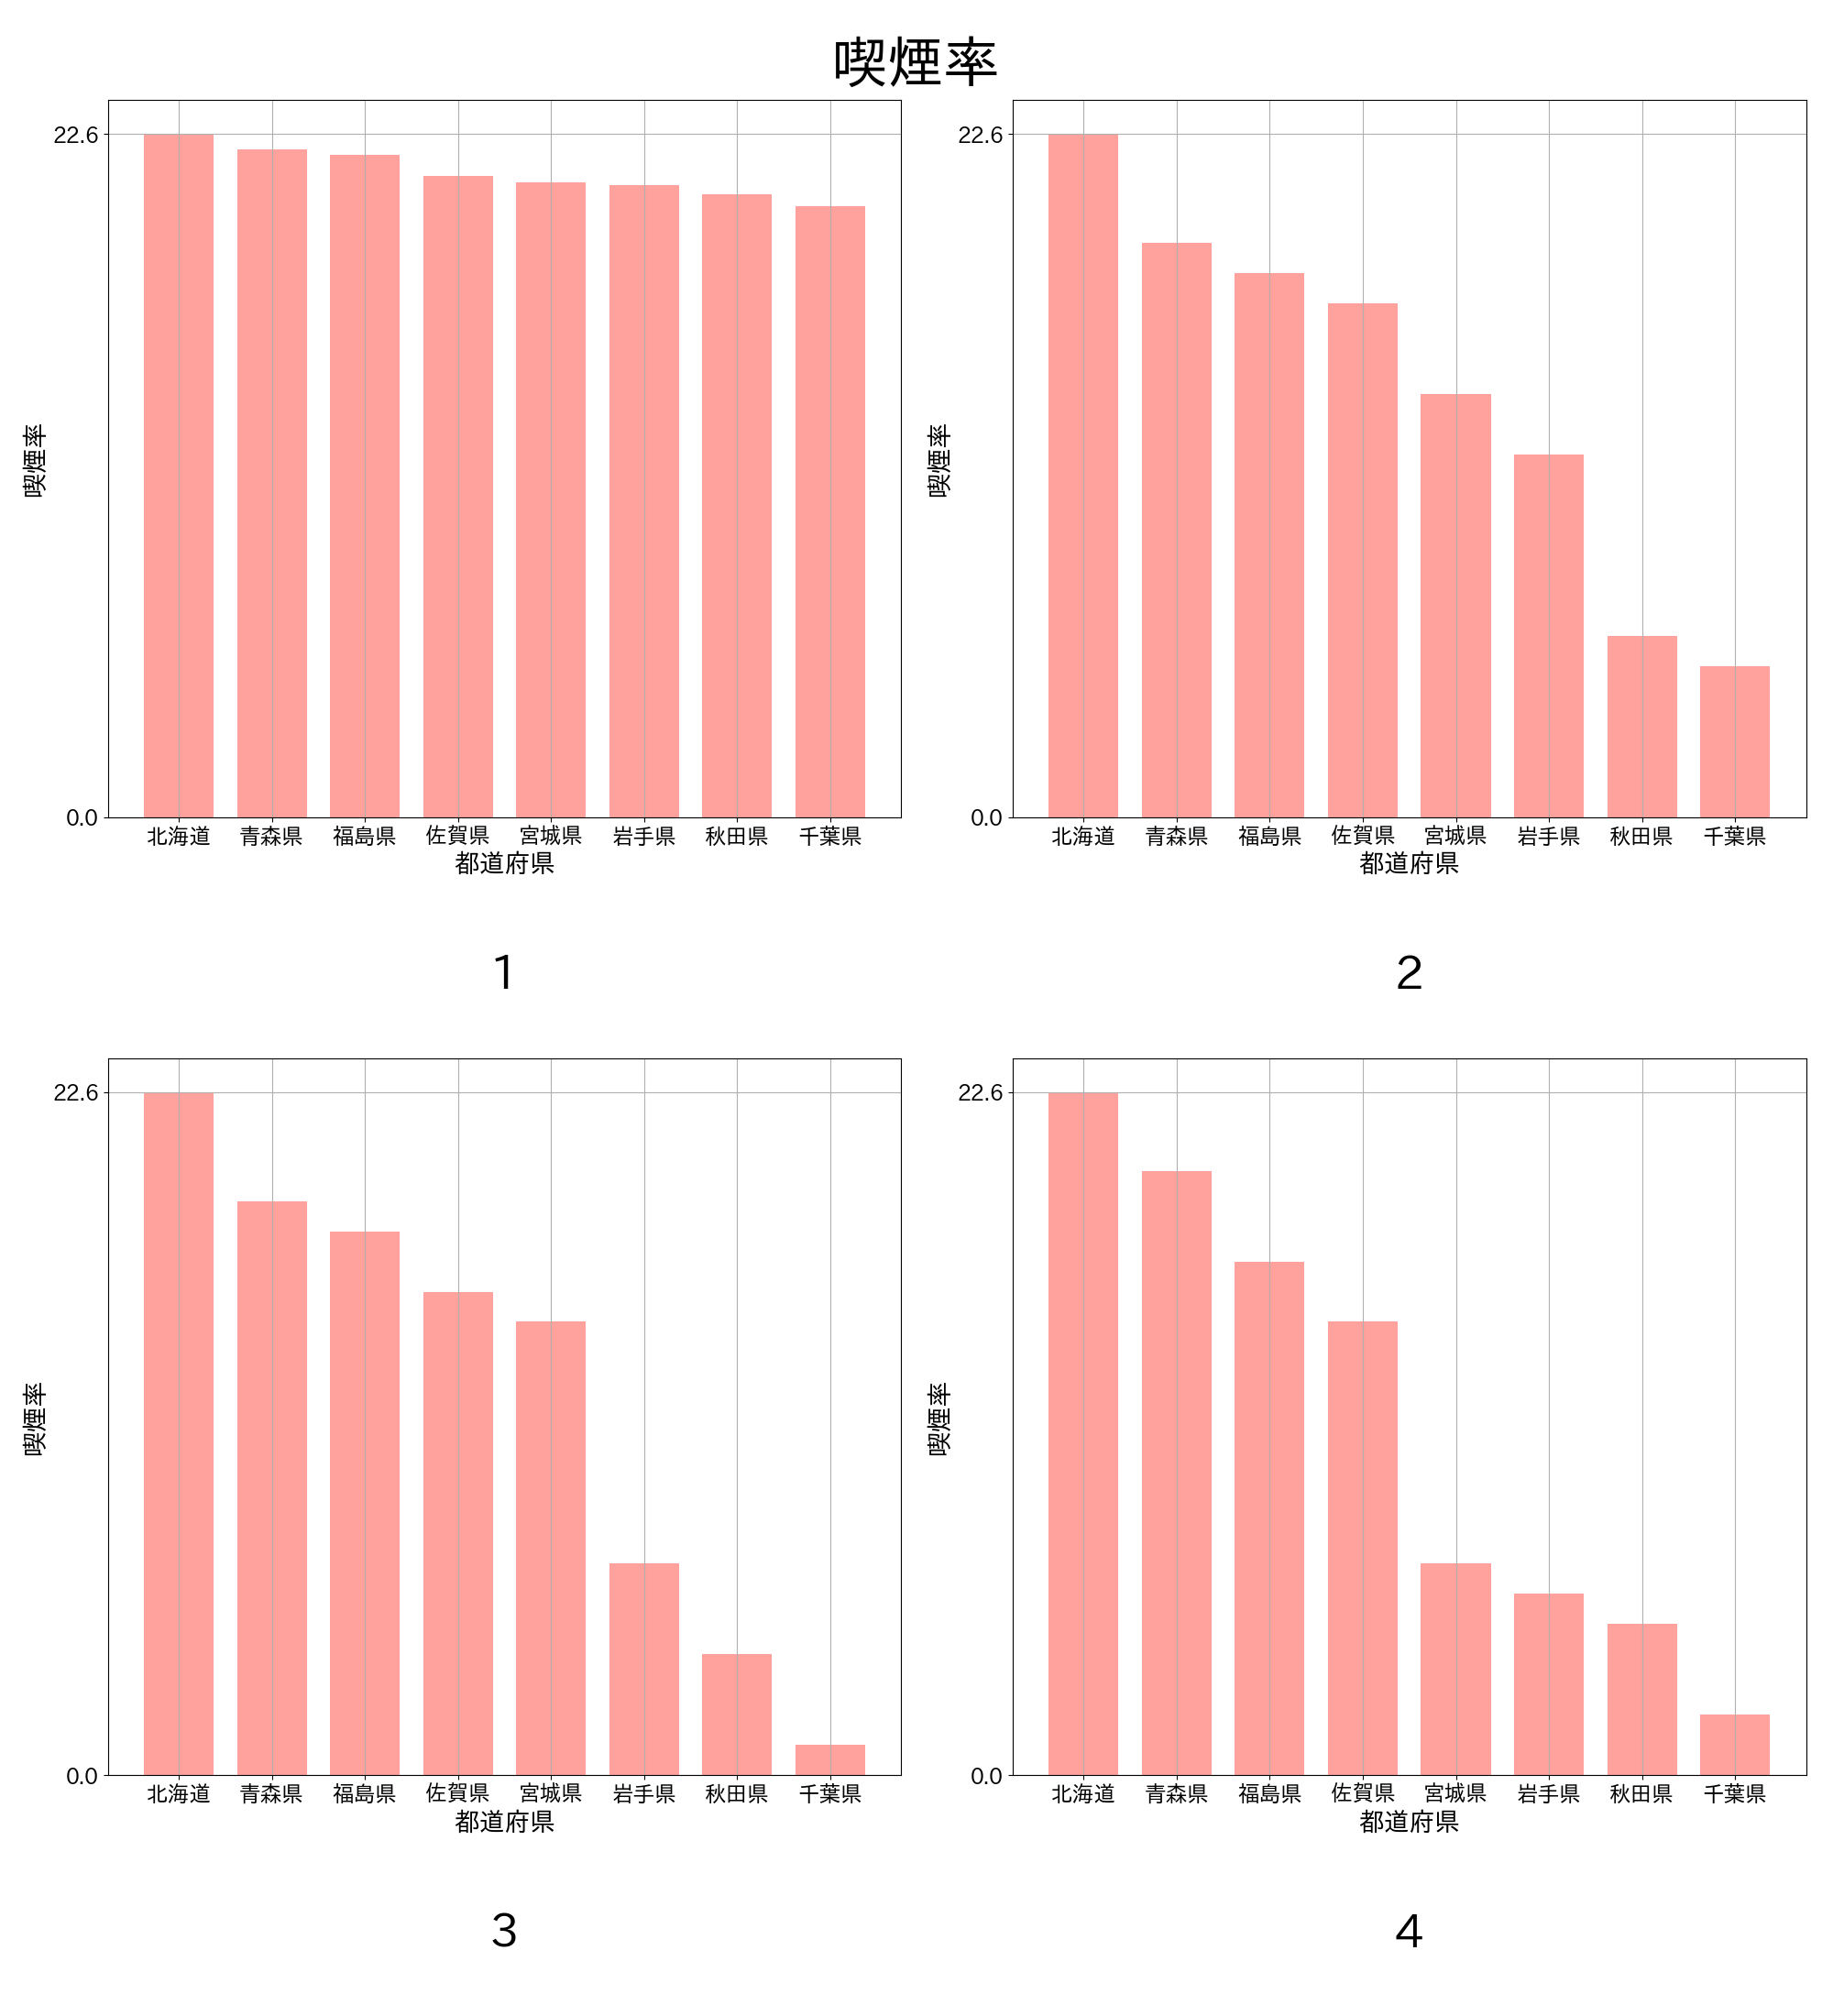 喫煙率
22.6
喫煙率
0.0
北海道 青森県 福島県 佐賀県 宮城県 岩手県 秋田県 千葉県
都道府県
1
22.6
喫煙率
0.0
北海道 青森県 福島県 佐賀県 宮城県 岩手県 秋田県 千葉県
都道府県
2
22.6
喫煙率
0.0
北海道 青森県 福島県 佐賀県 宮城県 岩手県 秋田県 千葉県
都道府県
3
22.6
喫煙率
0.0
北海道 青森県 福島県 佐賀県 宮城県 岩手県 秋田県 千葉県
都道府県
4